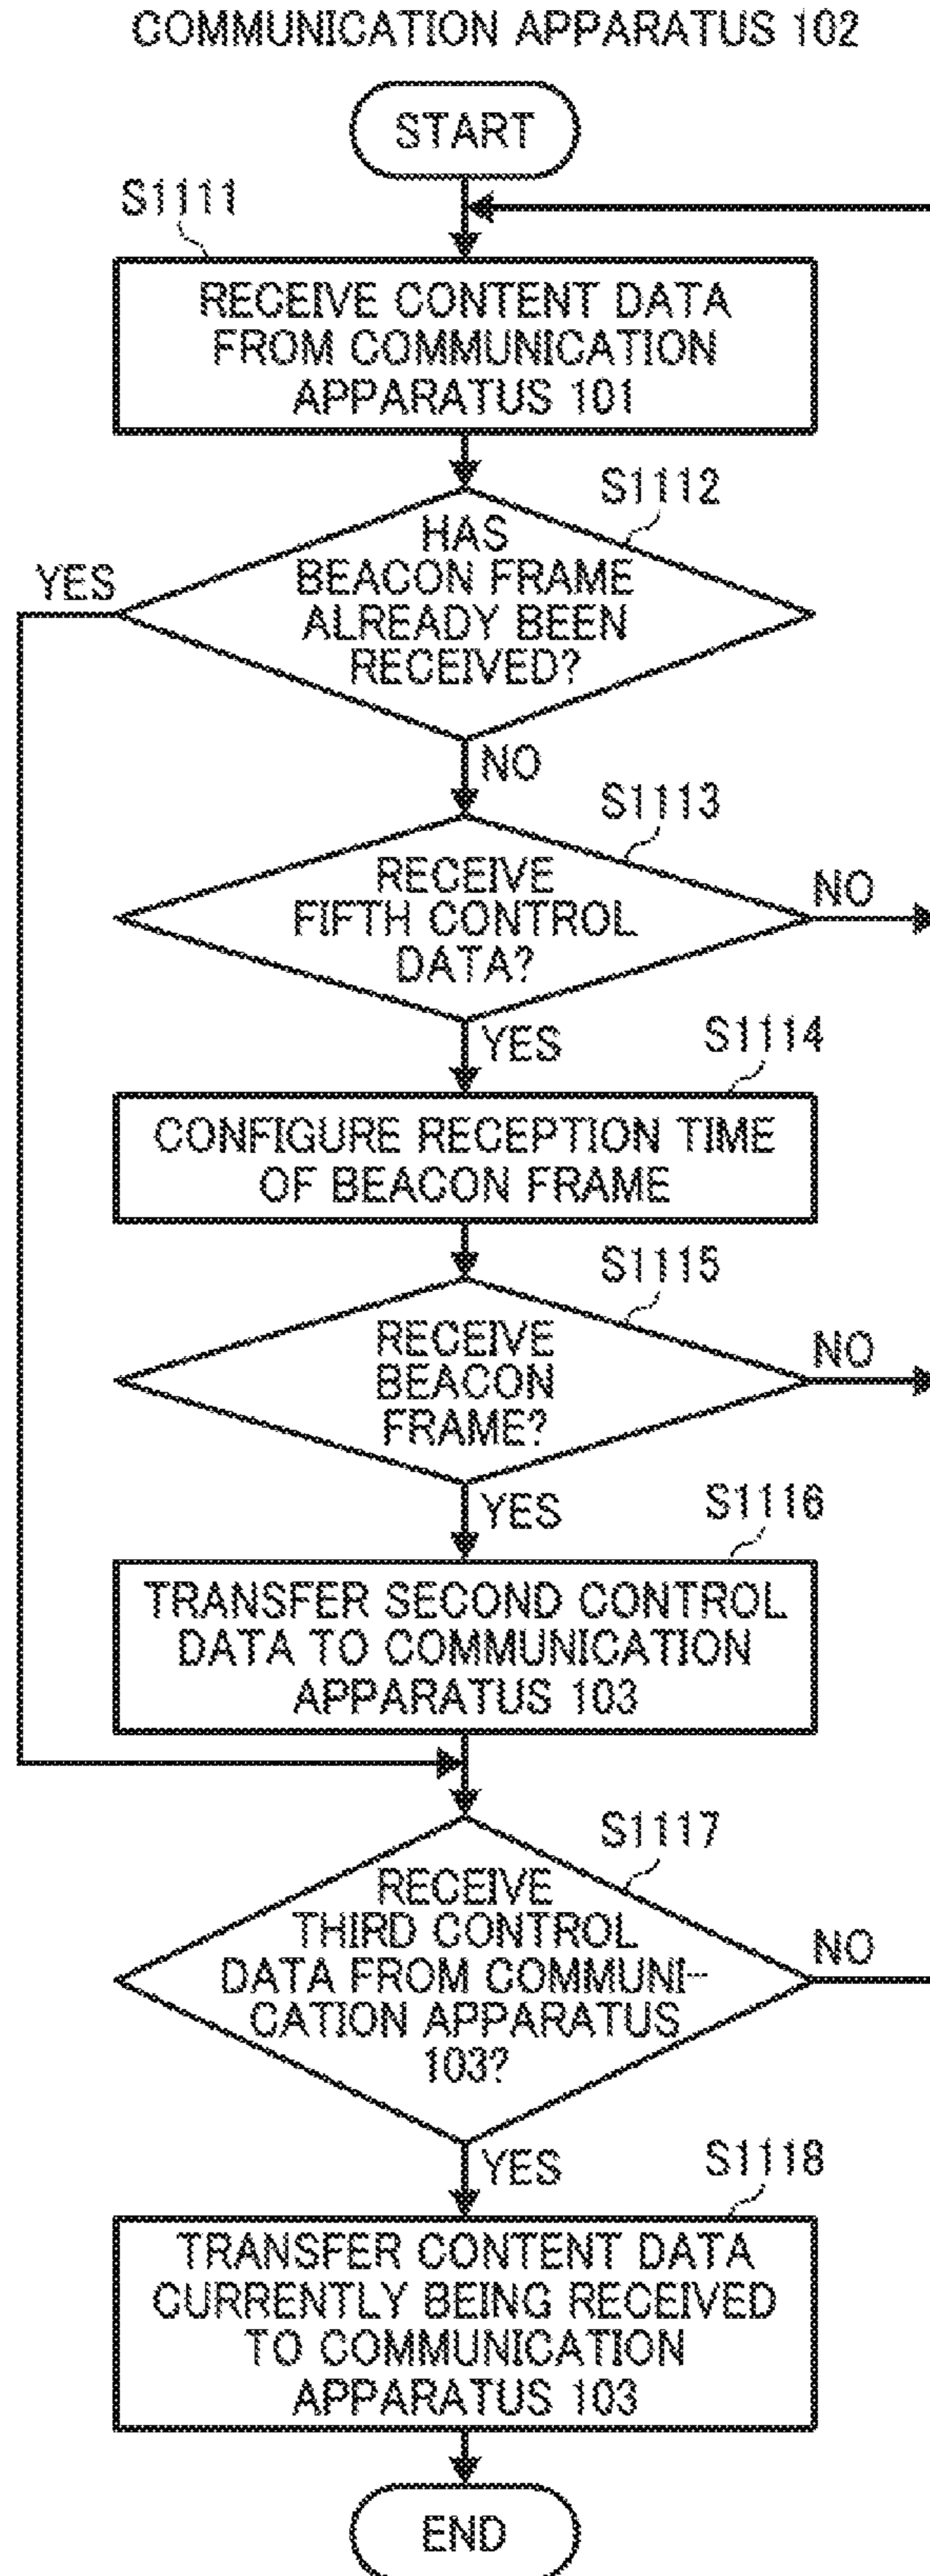 COMMUNICATION APPARATUS 102
START
S1111
RECEIVE CONTENT DATA
FROM COMMUNICATION
APPARATUS 101
S1112
HAS
BEACON FRAME
ALREADY BEEN
RECEIVED?
YES
NO
S1113
RECEIVE
FIFTH CONTROL
DATA?
NO
YES
S1114
CONFIGURE RECEPTION TIME
OF BEACON FRAME
S1115
RECEIVE
BEACON
FRAME?
NO
YES
S1116
TRANSFER SECOND CONTROL
DATA TO COMMUNICATION
APPARATUS 103
S1117
RECEIVE
THIRD CONTROL
DATA FROM COMMUNI-
CATION APPARATUS
103?
NO
YES
S1118
TRANSFER CONTENT DATA
CURRENTLY BEING RECEIVED
TO COMMUNICATION
APPARATUS 103
END